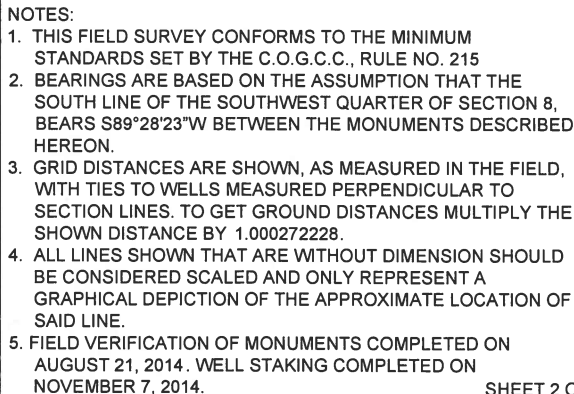 NOTES:
1. THIS FIELD SURVEY CONFORMS TO THE MINIMUM
STANDARDS SET BY THE C.O.G.C.C., RULE NO. 215
2. BEARINGS ARE BASED ON THE ASSUMPTION THAT THE
SOUTH LINE OF THE SOUTHWEST QUARTER OF SECTION 8,
BEARS S89°28'23"W BETWEEN THE MONUMENTS DESCRIBED
HEREON.
3. GRID DISTANCES ARE SHOWN, AS MEASURED IN THE FIELD,
WITH TIES TO WELLS MEASURED PERPENDICULAR TO
SECTION LINES. TO GET GROUND DISTANCES MULTIPLY THE
SHOWN DISTANCE BY 1.000272228.
4. ALL LINES SHOWN THAT ARE WITHOUT DIMENSION SHOULD
BE CONSIDERED SCALED AND ONLY REPRESENT A
GRAPHICAL DEPICTION OF THE APPROXIMATE LOCATION OF
SAID LINE.
5. FIELD VERIFICATION OF MONUMENTS COMPLETED ON
AUGUST 21, 2014. WELL STAKING COMPLETED ON
NOVEMBER 7, 2014. SHEET 2